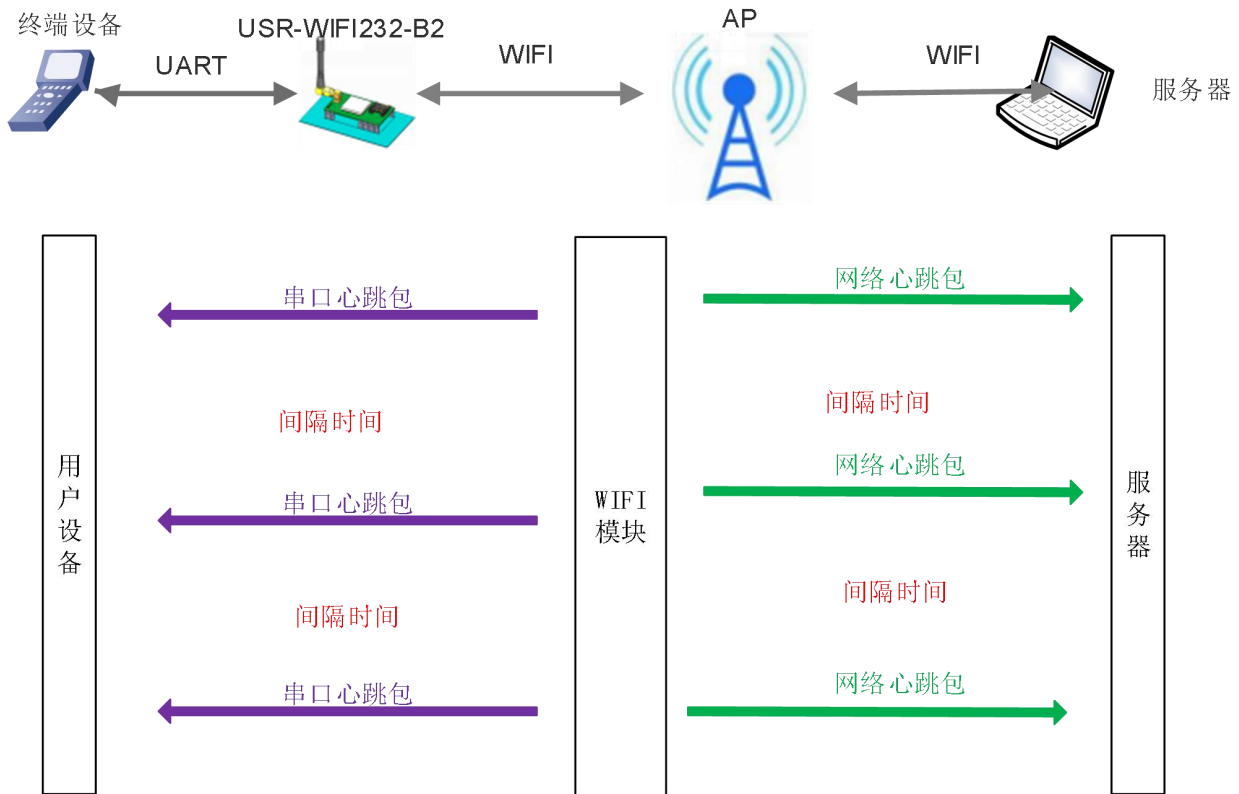 终端设备
USR-WIFI232-B2
AP
UART
WIFI
WIFI
服务器
串口心跳包
网络心跳包
间隔时间
间隔时间
串口心跳包
网络心跳包
用户设备
WIFI
模块
服务器
间隔时间
间隔时间
串口心跳包
网络心跳包